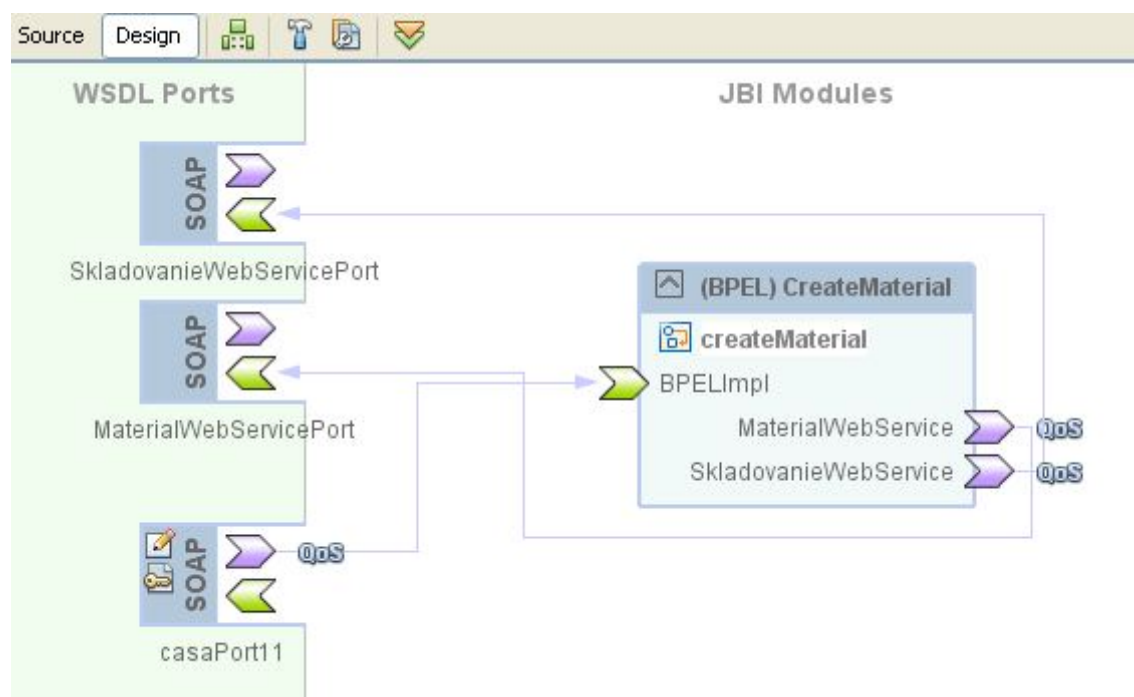 Source Design
WSDL Ports
JBI Modules
SOAP
SkladovanieWebServicePort
SOAP
MaterialWebServicePort
SOAP
QoS
casaPort11
(BPEL) CreateMaterial
createMaterial
BPELImpl
MaterialWebService QoS
SkladovanieWebService QoS